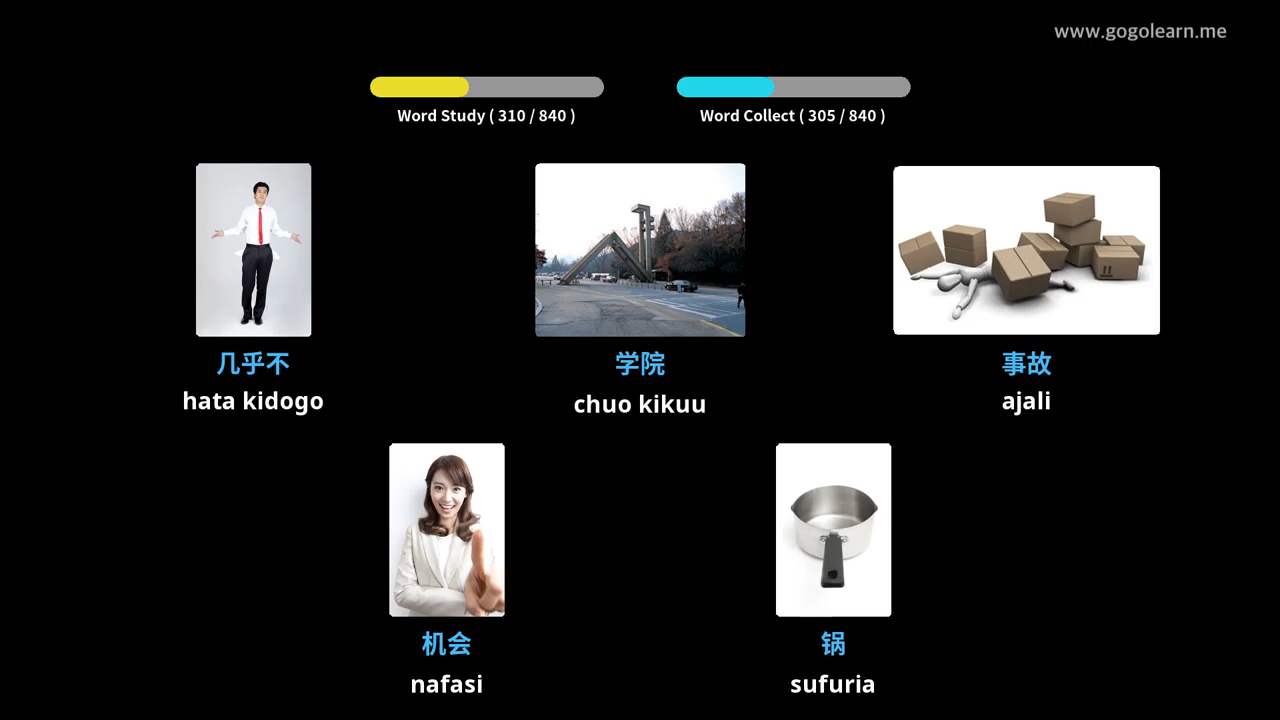 www.gogolearn.me
Word Study ( 310 / 840 )
Word Collect ( 305 / 840 )
几乎不
hata kidogo
学院
chuo kikuu
事故
ajali
机会
nafasi
锅
sufuria